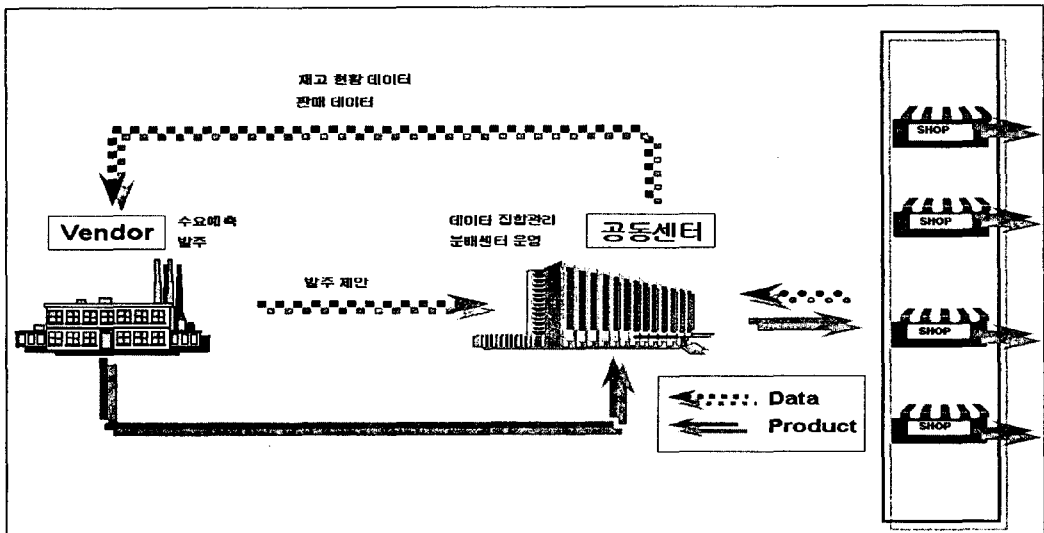 재고 현황 데이터
판매 데이터
Vendor
수요예측
발주
데이타 집합관리
분배센터 운영
공동센터
발주 제안
Data
Product
SHOP
SHOP
SHOP
SHOP